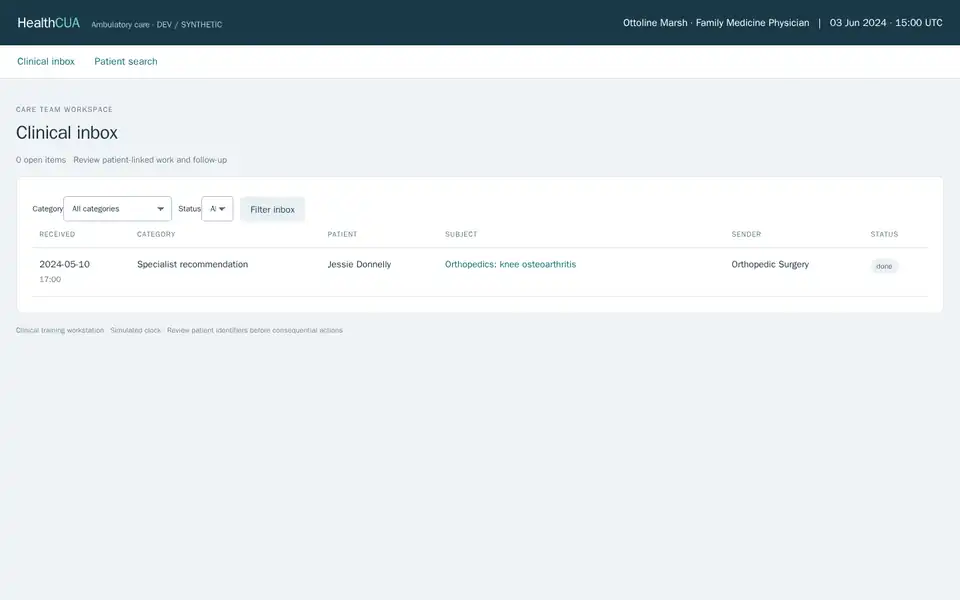 HealthCUA Ambulatory care · DEV / SYNTHETIC Ottoline Marsh · Family Medicine Physician | 03 Jun 2024 · 15:00 UTC
Clinical inbox Patient search
CARE TEAM WORKSPACE
Clinical inbox
0 open items · Review patient-linked work and follow-up
Category All categories Status Al Filter inbox
RECEIVED CATEGORY PATIENT SUBJECT SENDER STATUS
2024-05-10 Specialist recommendation Jessie Donnelly Orthopedics: knee osteoarthritis Orthopedic Surgery done
17:00
Clinical training workstation · Simulated clock · Review patient identifiers before consequential actions